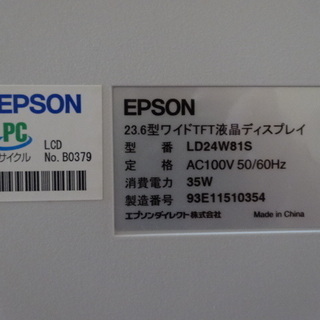 EPSON
PC
サイクル
LCD
No. B0379
EPSON
23.6型ワイドTFT液晶ディスプレイ
型 番 LD24W81S
定 格 AC100V 50/60Hz
消費電力 35W
製造番号 93E11510354
エプソンダイレクト株式会社 Made in China